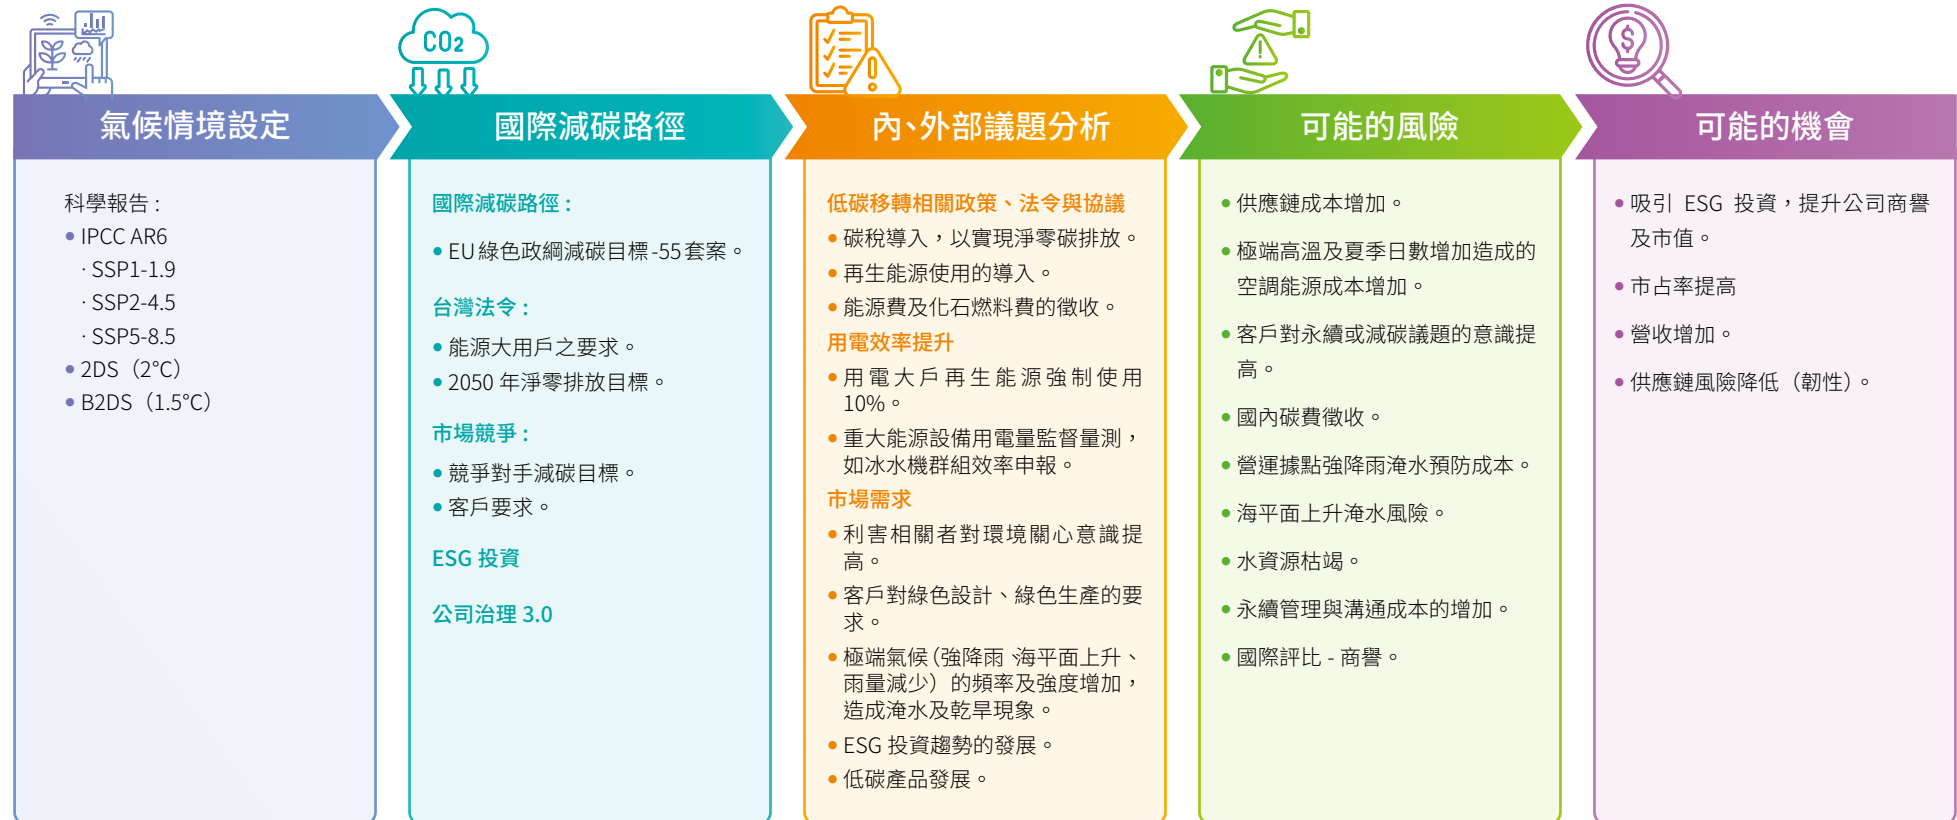 CO2
氣候情境設定
國際減碳路徑
內、外部議題分析
可能的風險
可能的機會
科學報告 :
• IPCC AR6
· SSP1-1.9
· SSP2-4.5
· SSP5-8.5
• 2DS（2°C）
• B2DS（1.5°C）
國際減碳路徑 :
• EU 綠色政綱減碳目標 -55 套案。
台灣法令 :
• 能源大用戶之要求。
• 2050 年淨零排放目標。
市場競爭 :
• 競爭對手減碳目標。
• 客戶要求。
ESG 投資
公司治理 3.0
低碳移轉相關政策、法令與協議
• 碳稅導入，以實現淨零碳排放。
• 再生能源使用的導入。
• 能源費及化石燃料費的徵收。
用電效率提升
• 用電大戶再生能源強制使用
10%。
• 重大能源設備用電量監督量測，
如冰水機群組效率申報。
市場需求
• 利害相關者對環境關心意識提
高。
• 客戶對綠色設計、綠色生產的要
求。
• 極端氣候（強降雨、海平面上升、
雨量減少）的頻率及強度增加，
造成淹水及乾旱現象。
• ESG 投資趨勢的發展。
• 低碳產品發展。
• 供應鏈成本增加。
• 極端高溫及夏季日數增加造成的
空調能源成本增加。
• 客戶對永續或減碳議題的意識提
高。
• 國內碳費徵收。
• 營運據點強降雨淹水預防成本。
• 海平面上升淹水風險。
• 水資源枯竭。
• 永續管理與溝通成本的增加。
• 國際評比 - 商譽。
• 吸引 ESG 投資，提升公司商譽
及市值。
• 市占率提高
• 營收增加。
• 供應鏈風險降低（韌性）。